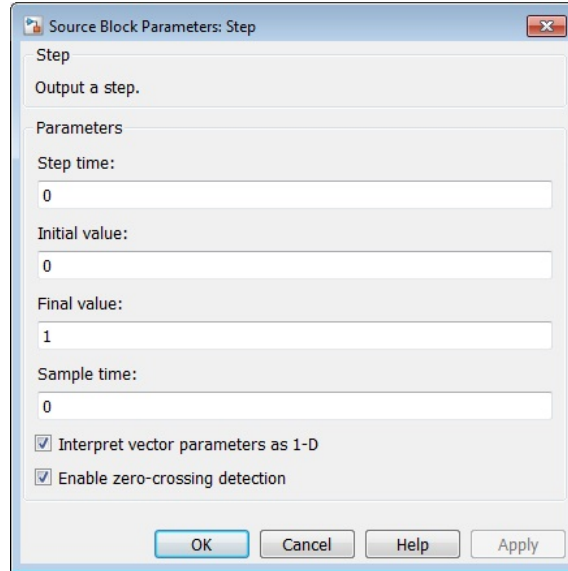 Source Block Parameters: Step
Step
Output a step.
Parameters
Step time:
0
Initial value:
0
Final value:
1
Sample time:
0
Interpret vector parameters as 1-D
Enable zero-crossing detection
OK Cancel Help Apply